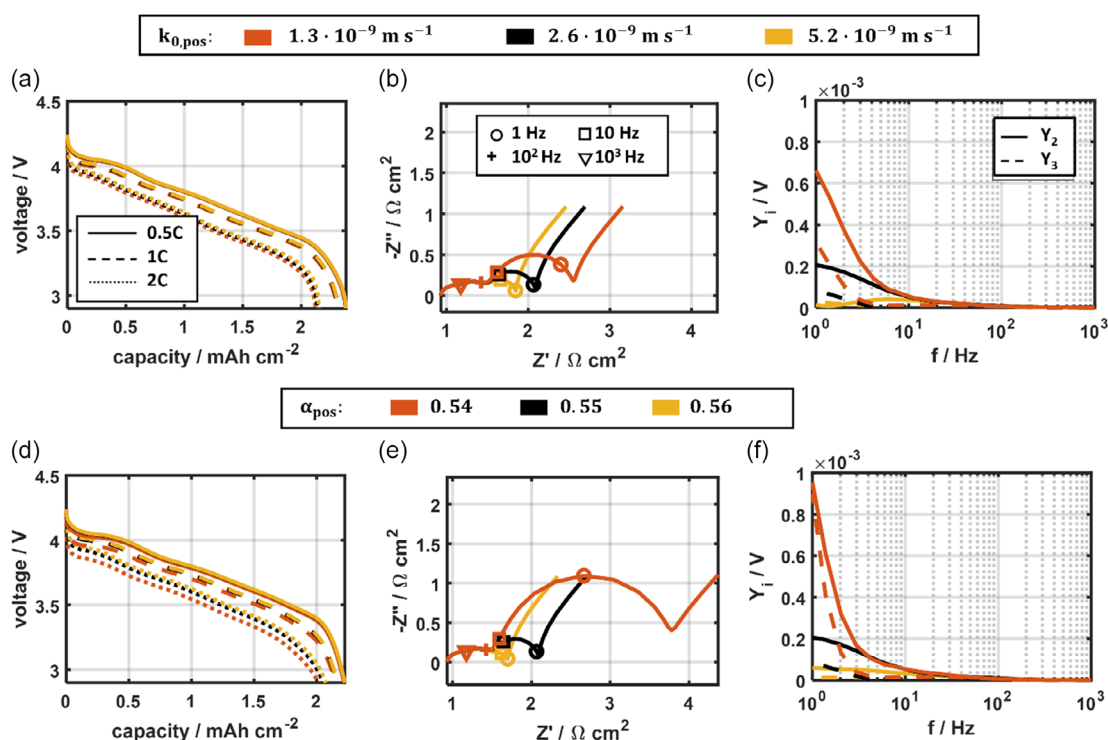 k₀,pos: 1.3 · 10⁻⁹ m s⁻¹ 2.6 · 10⁻⁹ m s⁻¹ 5.2 · 10⁻⁹ m s⁻¹
(a) (b) (c)
4.5
4
3.5
3
voltage / V
0 0.5 1 1.5 2
capacity / mAh cm⁻²
0.5C
1C
2C
2
1.5
1
0.5
0
-Z'' / Ω cm²
1 2 3 4
Z' / Ω cm²
1 Hz 10 Hz
10² Hz 10³ Hz
×10⁻³
1
0.8
0.6
0.4
0.2
0
Yᵢ / V
10⁰ 10¹ 10² 10³
f / Hz
Y₂
Y₃
α_pos: 0.54 0.55 0.56
(d) (e) (f)
4.5
4
3.5
3
voltage / V
0 0.5 1 1.5 2
capacity / mAh cm⁻²
2
1.5
1
0.5
0
-Z'' / Ω cm²
1 2 3 4
Z' / Ω cm²
×10⁻³
1
0.8
0.6
0.4
0.2
0
Yᵢ / V
10⁰ 10¹ 10² 10³
f / Hz